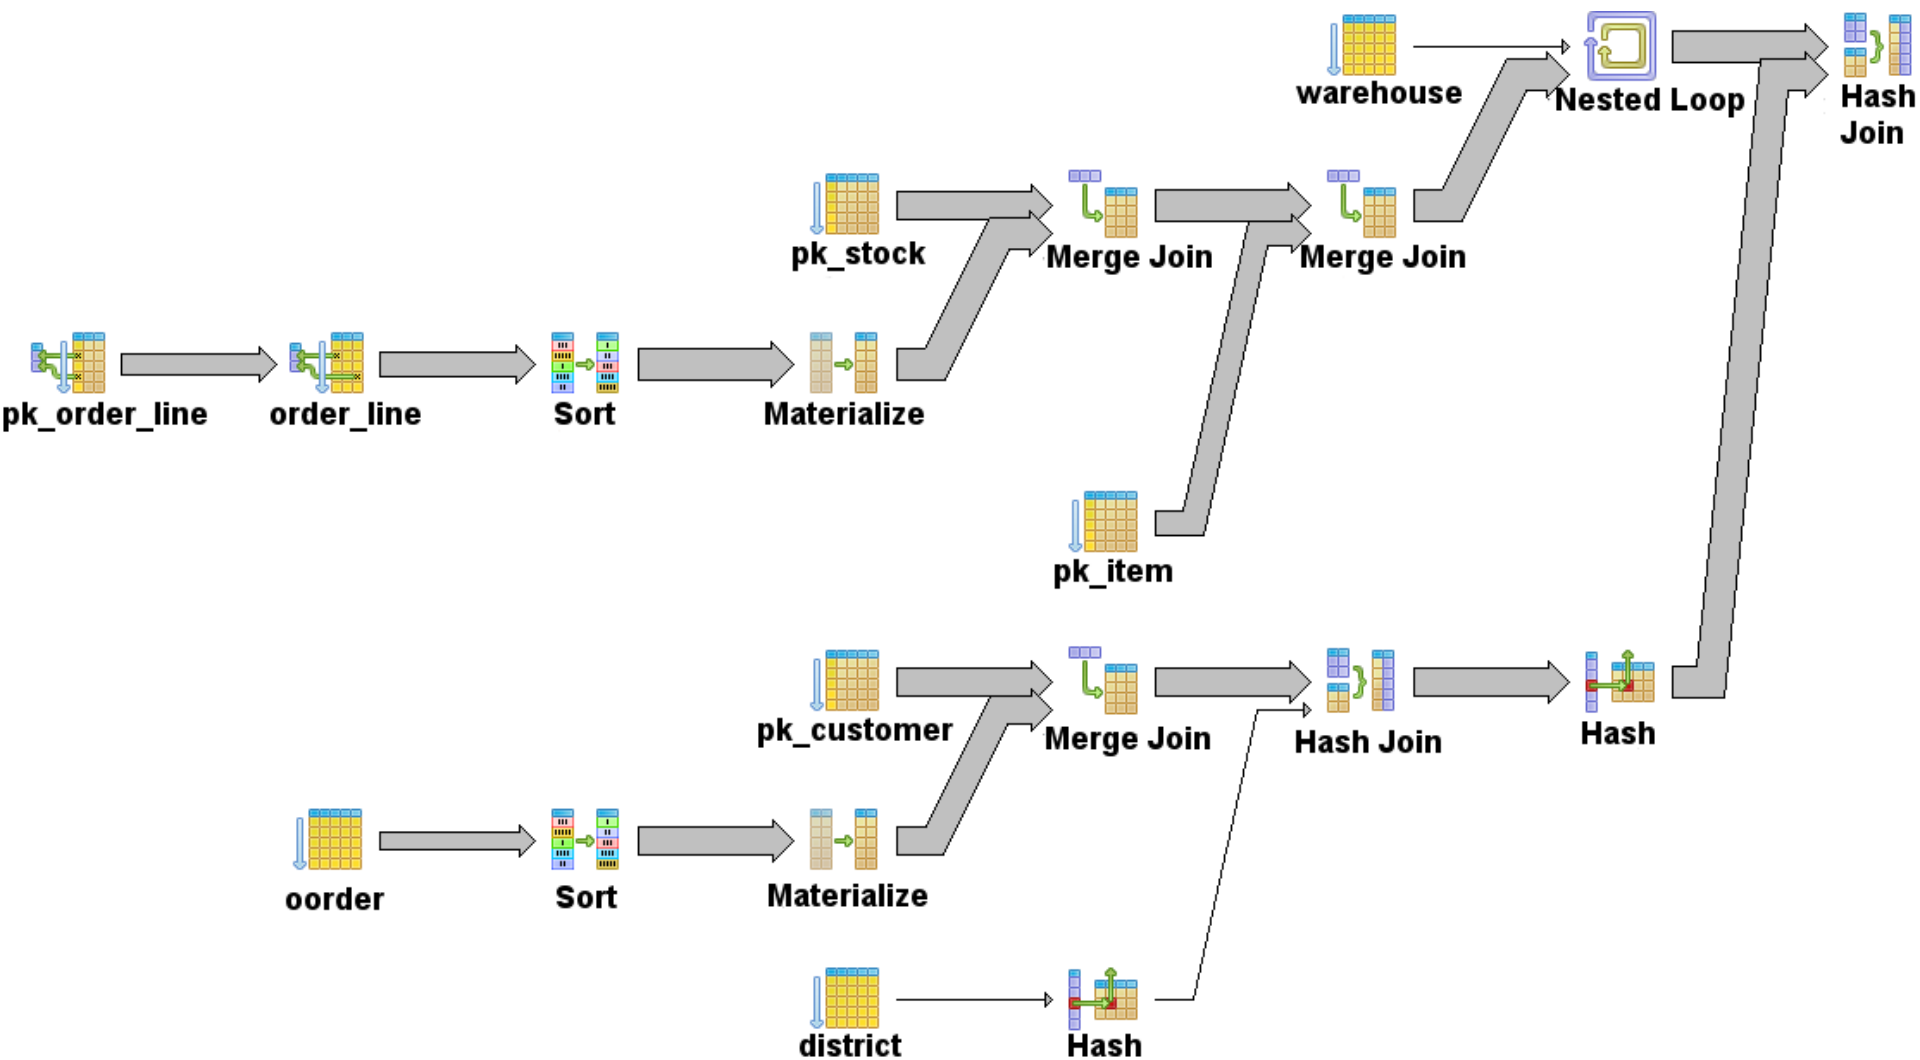 warehouse
Nested Loop
Hash
Join
pk_stock
Merge Join
Merge Join
pk_order_line
order_line
Sort
Materialize
pk_item
pk_customer
Merge Join
Hash Join
Hash
oorder
Sort
Materialize
district
Hash